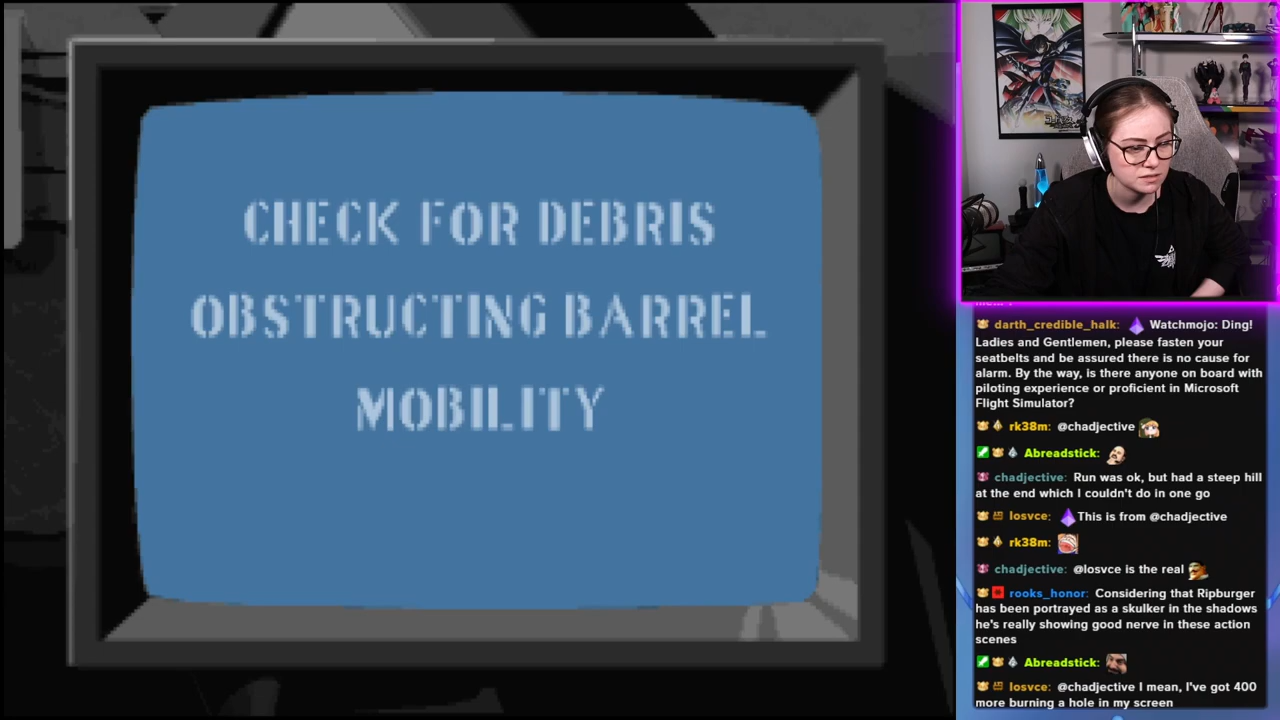 CHECK FOR DEBRIS
OBSTRUCTING BARREL
MOBILITY
darth_credible_halk: Watchmojo: Ding!
Ladies and Gentlemen, please fasten your
seatbelts and be assured there is no cause for
alarm. By the way, is there anyone on board with
piloting experience or proficient in Microsoft
Flight Simulator?
rk38m: @chadjective
Abreadstick:
chadjective: Run was ok, but had a steep hill
at the end which I couldn't do in one go
losvce: This is from @chadjective
rk38m:
chadjective: @losvce is the real
rooks_honor: Considering that Ripburger
has been portrayed as a skulker in the shadows
he's really showing good nerve in these action
scenes
Abreadstick:
losvce: @chadjective I mean, I've got 400
more burning a hole in my screen